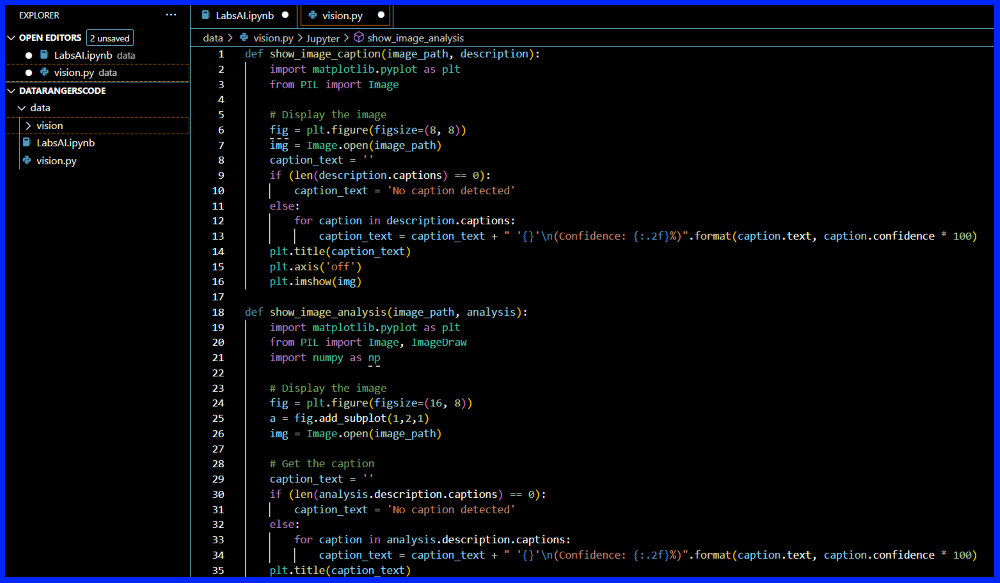 EXPLORER ...
OPEN EDITORS 2 unsaved
LabsAI.ipynb data
vision.py data
DATARANGERSCODE
data
vision
LabsAI.ipynb
vision.py
LabsAI.ipynb vision.py
data > vision.py > Jupyter > show_image_analysis
1 def show_image_caption(image_path, description):
2 import matplotlib.pyplot as plt
3 from PIL import Image
4
5 # Display the image
6 fig = plt.figure(figsize=(8, 8))
7 img = Image.open(image_path)
8 caption_text = ''
9 if (len(description.captions) == 0):
10 caption_text = 'No caption detected'
11 else:
12 for caption in description.captions:
13 caption_text = caption_text + " '{}'\n(Confidence: {:.2f}%)".format(caption.text, caption.confidence * 100)
14 plt.title(caption_text)
15 plt.axis('off')
16 plt.imshow(img)
17
18 def show_image_analysis(image_path, analysis):
19 import matplotlib.pyplot as plt
20 from PIL import Image, ImageDraw
21 import numpy as np
22
23 # Display the image
24 fig = plt.figure(figsize=(16, 8))
25 a = fig.add_subplot(1,2,1)
26 img = Image.open(image_path)
27
28 # Get the caption
29 caption_text = ''
30 if (len(analysis.description.captions) == 0):
31 caption_text = 'No caption detected'
32 else:
33 for caption in analysis.description.captions:
34 caption_text = caption_text + " '{}'\n(Confidence: {:.2f}%)".format(caption.text, caption.confidence * 100)
35 plt.title(caption_text)